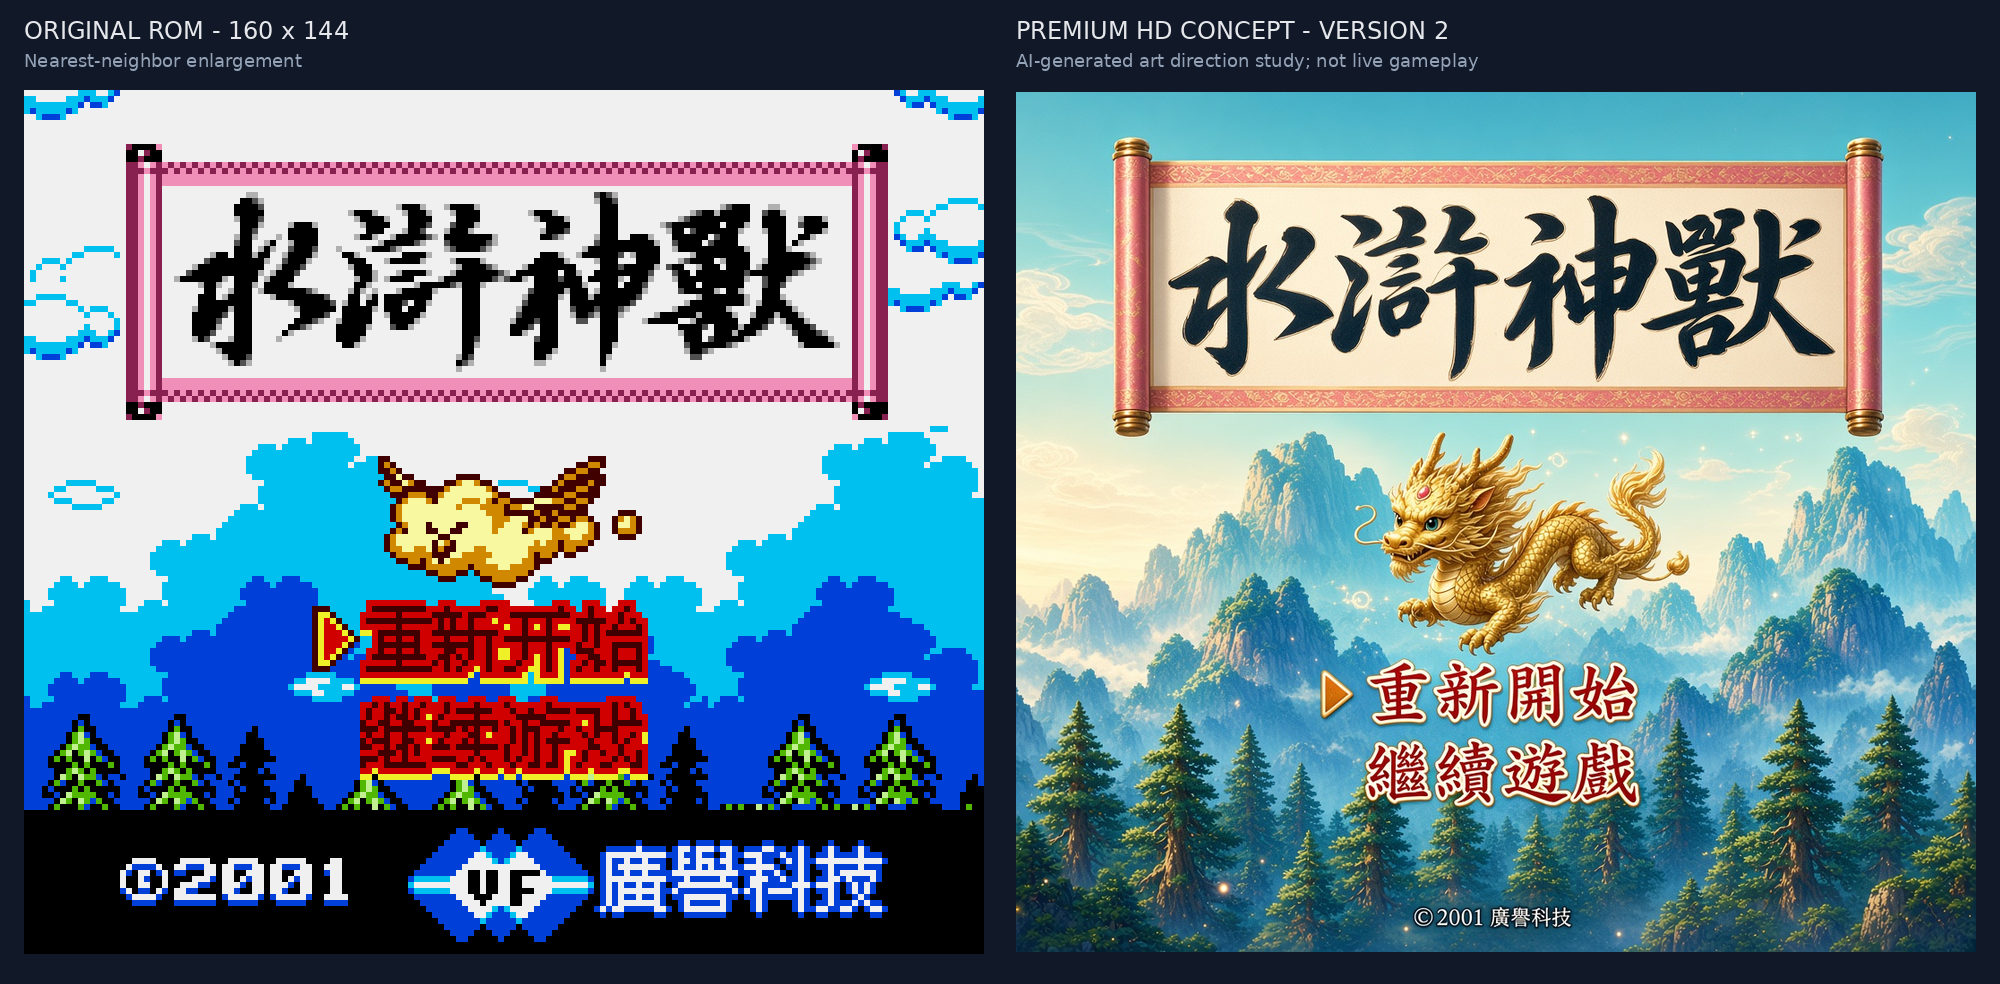 ORIGINAL ROM - 160 x 144
Nearest-neighbor enlargement
水滸神獸
重新开始
继续游戏
©2001 VF 廣譽科技
PREMIUM HD CONCEPT - VERSION 2
AI-generated art direction study; not live gameplay
水滸神獸
重新開始
繼續遊戲
©2001 廣譽科技